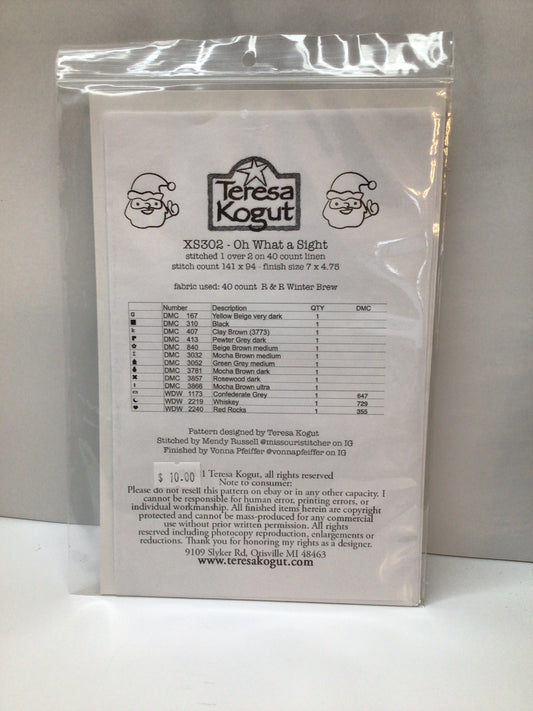 Teresa
Kogut
XS302 - Oh What a Sight
stitched 1 over 2 on 40 count linen
stitch count 141 x 94 - finish size 7 x 4.75
fabric used: 40 count R & R Winter Brew
Number Description QTY DMC
G DMC 167 Yellow Beige very dark 1
■ DMC 310 Black 1
DMC 407 Clay Brown (3773) 1
DMC 413 Pewter Grey dark 1
DMC 840 Beige Brown medium 1
DMC 3032 Mocha Brown medium 1
DMC 3052 Green Grey medium 1
DMC 3781 Mocha Brown dark 1
✖ DMC 3857 Rosewood dark 1
DMC 3866 Mocha Brown ultra 1
WDW 1173 Confederate Grey 1 647
WDW 2219 Whiskey 1 729
♥ WDW 2240 Red Rocks 1 355
Pattern designed by Teresa Kogut
Stitched by Mendy Russell @missouristitcher on IG
Finished by Vonna Pfeiffer @vonnapfeiffer on IG
$ 10.00
1 Teresa Kogut, all rights reserved
Note to consumer:
Please do not resell this pattern on ebay or in any other capacity. I
cannot be responsible for human error, printing errors, or
individual workmanship. All finished items herein are copyright
protected and cannot be mass-produced for any commercial
use without prior written permission. All rights
reserved including photocopy reproduction, enlargements or
reductions. Thank you for honoring my rights as a designer.
9109 Slyker Rd, Otisville MI 48463
www.teresakogut.com